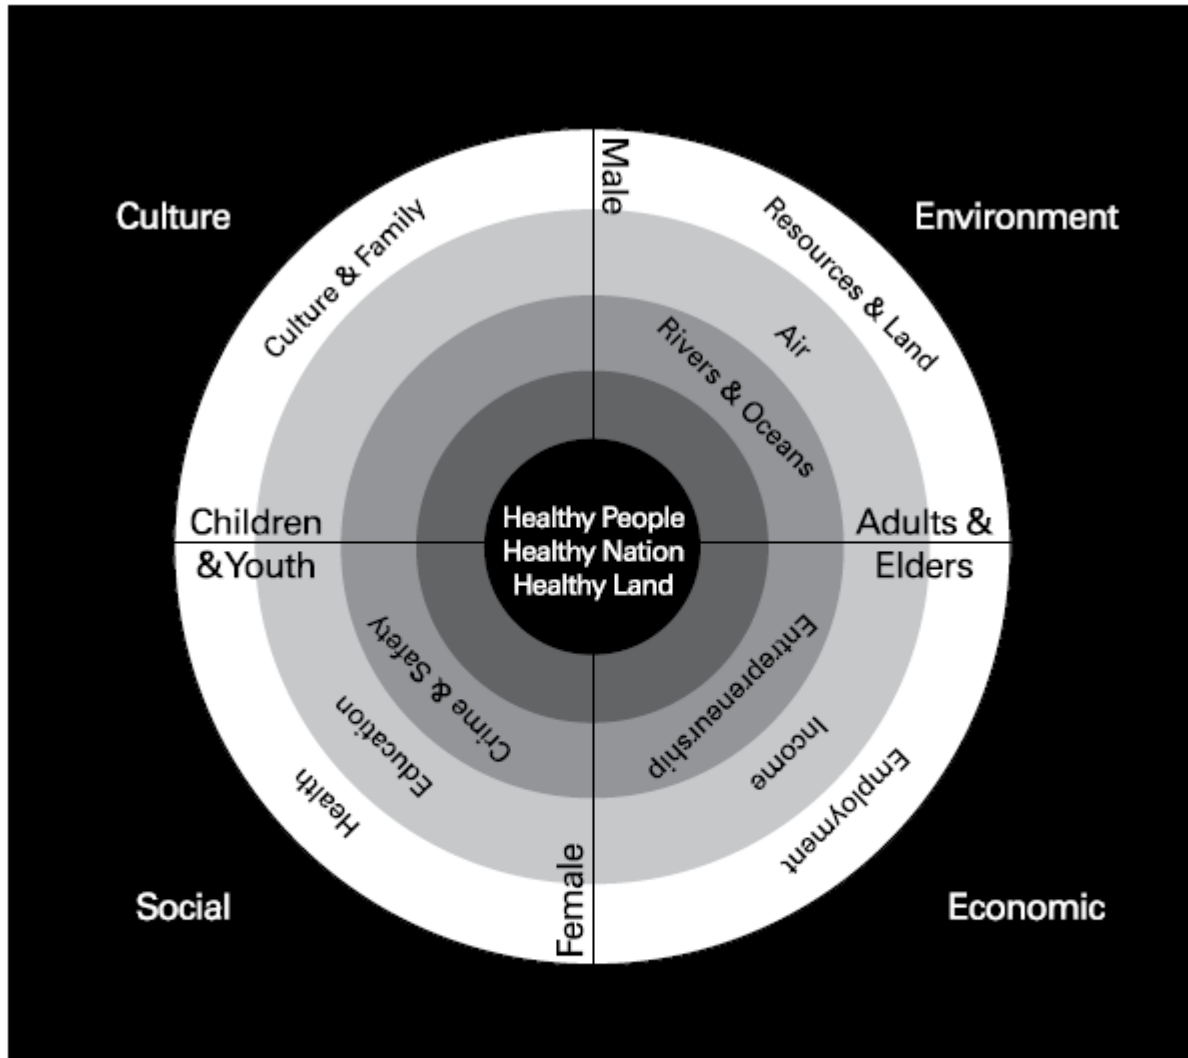 Male
Culture
Environment
Culture & Family
Resources & Land
Air
Rivers & Oceans
Children
& Youth
Healthy People
Healthy Nation
Healthy Land
Adults &
Elders
Crime & Safety
Education
Health
Entrepreneurship
Income
Employment
Female
Social
Economic